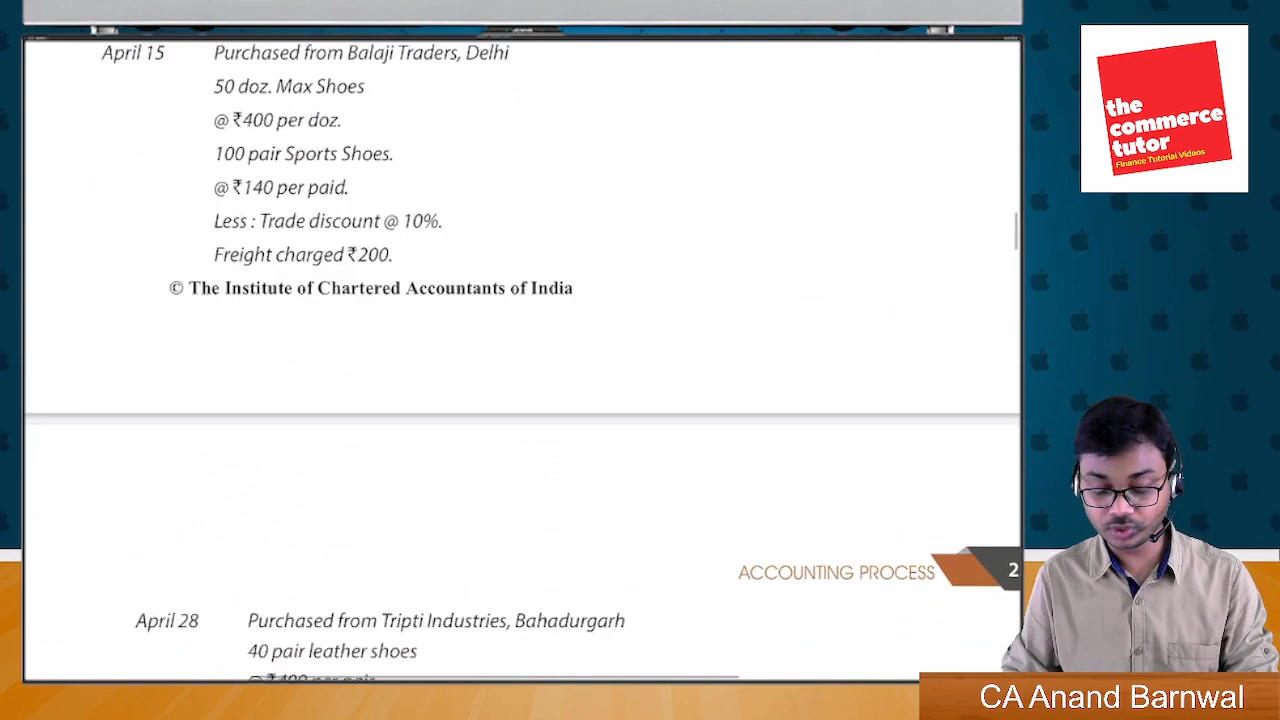 April 15 Purchased from Balaji Traders, Delhi
50 doz. Max Shoes
@ ₹400 per doz.
100 pair Sports Shoes.
@ ₹140 per paid.
Less : Trade discount @ 10%.
Freight charged ₹200.
© The Institute of Chartered Accountants of India
ACCOUNTING PROCESS 2
April 28 Purchased from Tripti Industries, Bahadurgarh
40 pair leather shoes
@ ₹400 per pair
the
commerce
tutor
Finance Tutorial Videos
CA Anand Barnwal